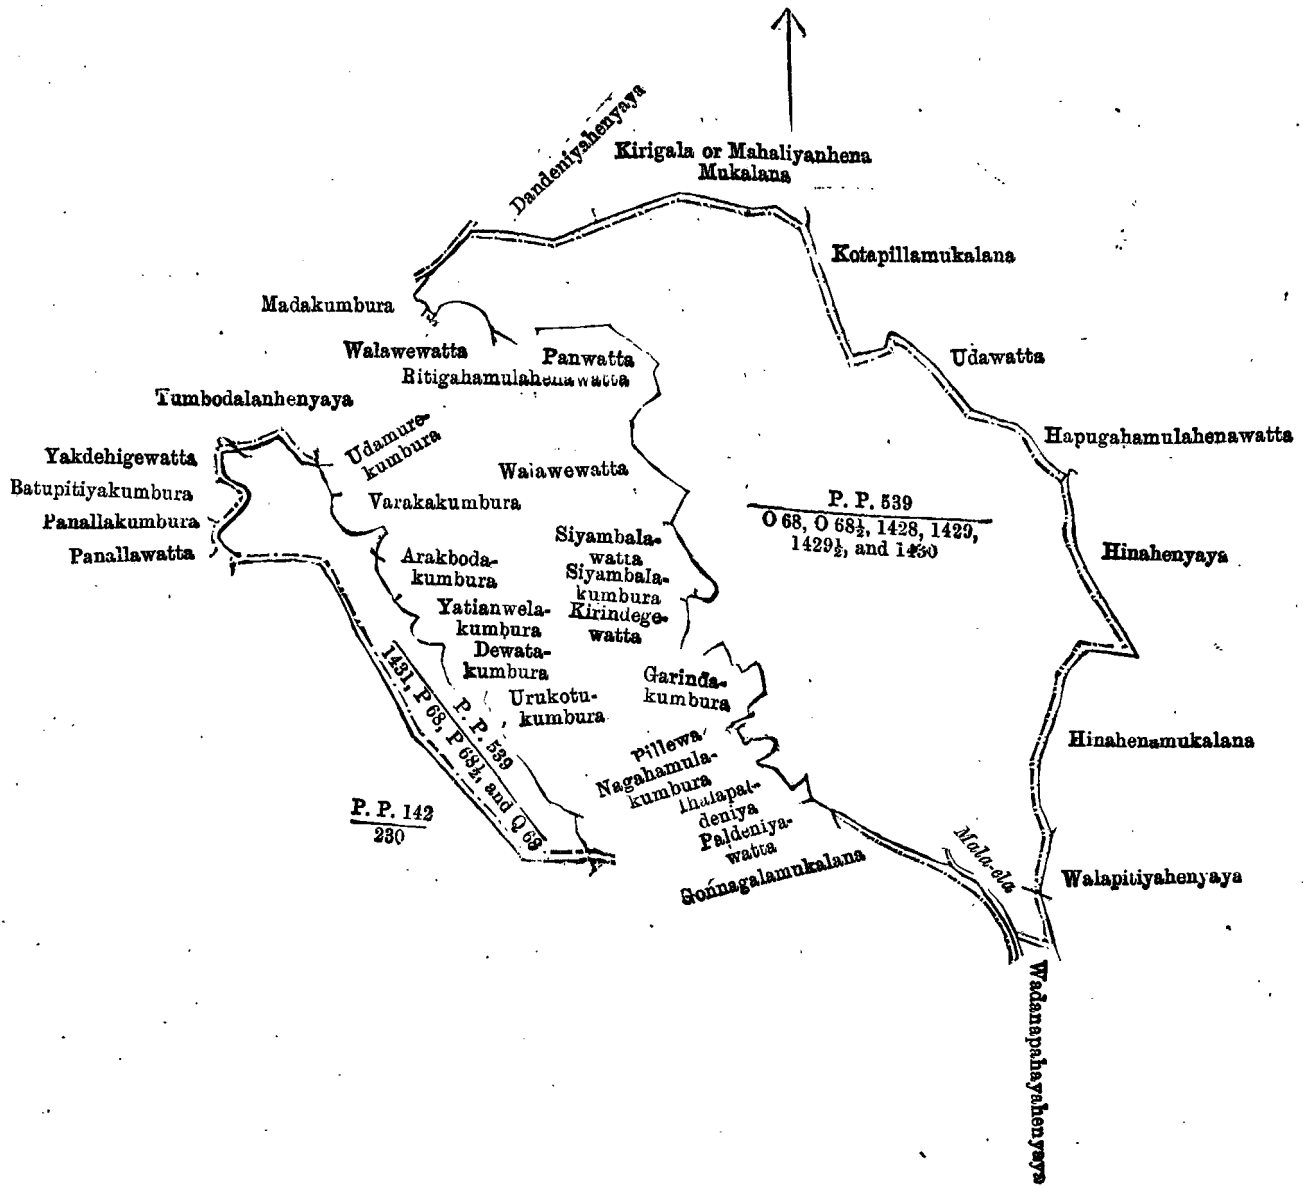 Dandeniyahenyaya
Kirigala or Mahaliyanhena
Mukalana
Kotapillamukalana
Madakumbura
Walawewatta
Panwatta
Udawatta
Ritigahamulahenawatta
Tumbodalanhenyaya
Udamure-
kumbura
Hapugahamulahenawatta
Yakdehigewatta
Walawewatta
Batupitiyakumbura
Varakakumbura
P. P. 539
O 68, O 68½, 1428, 1429,
1429½, and 1430
Panallakumbura
Panallawatta
Siyambala-
watta
Siyambala-
kumbura
Kirindege-
watta
Arakboda-
kumbura
Hinahenyaya
Yatianwela-
kumbura
Dewata-
kumbura
Urukotu-
kumbura
Garinda-
kumbura
P. P. 539
1431, P 68, P 68½, and Q 68
Pillewa
Nagahamula-
kumbura
Ihalapal-
deniya
Paldeniya-
watta
Gonnagalamukalana
Hinahenamukalana
P. P. 142
230
Mala-ela
Walapitiyahenyaya
Wadanapahayahenyaya